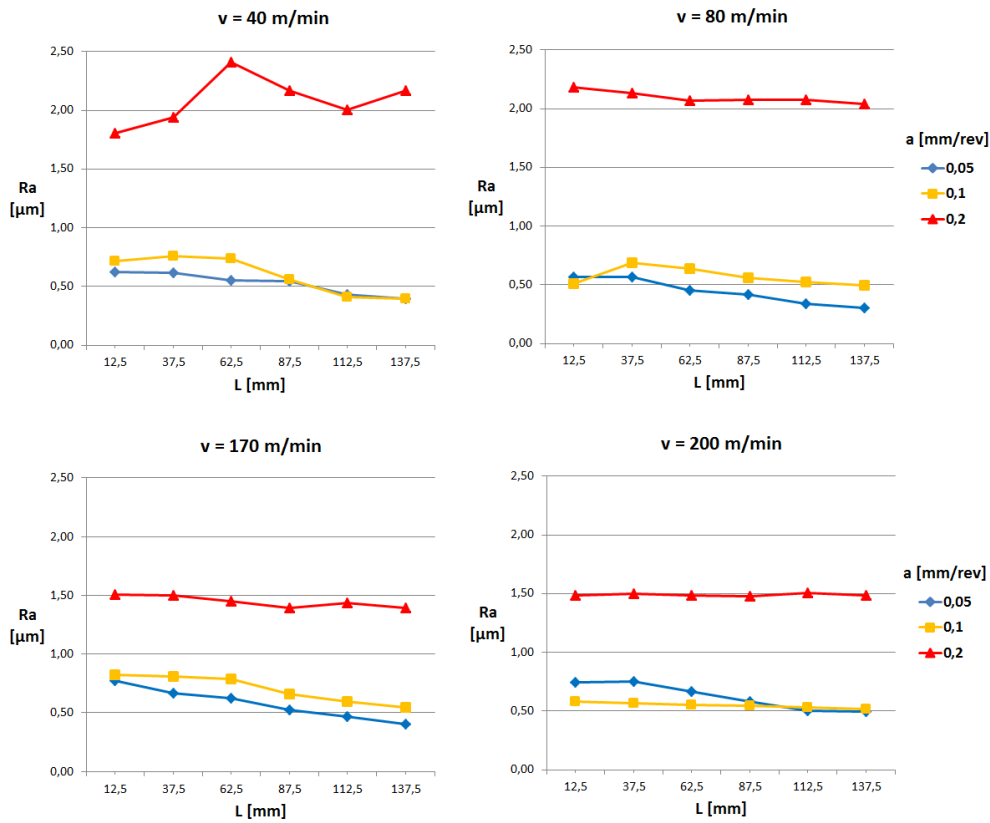 v = 40 m/min
2,50
2,00
1,50
1,00
0,50
0,00
Ra
[µm]
12,5 37,5 62,5 87,5 112,5 137,5
L [mm]
v = 80 m/min
2,50
2,00
1,50
1,00
0,50
0,00
Ra
[µm]
12,5 37,5 62,5 87,5 112,5 137,5
L [mm]
a [mm/rev]
0,05
0,1
0,2
v = 170 m/min
2,50
2,00
1,50
1,00
0,50
0,00
Ra
[µm]
12,5 37,5 62,5 87,5 112,5 137,5
L [mm]
v = 200 m/min
2,50
2,00
1,50
1,00
0,50
0,00
Ra
[µm]
12,5 37,5 62,5 87,5 112,5 137,5
L [mm]
a [mm/rev]
0,05
0,1
0,2